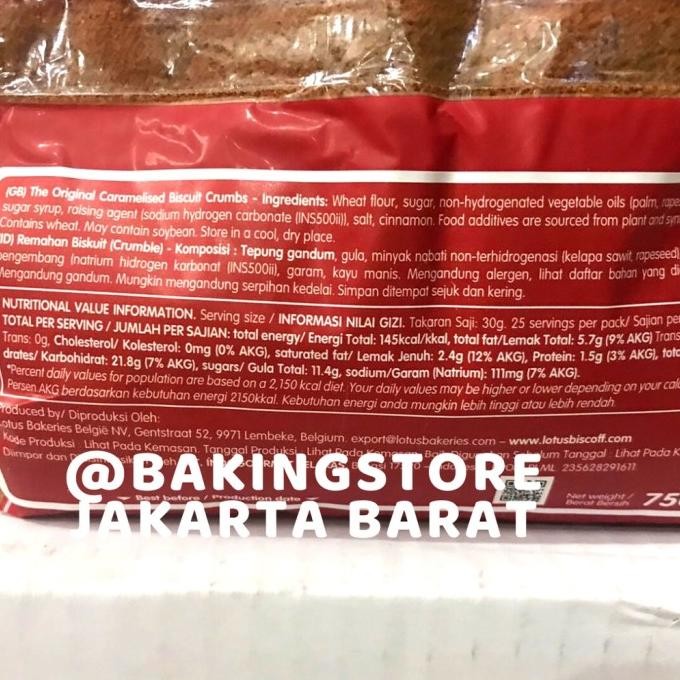 (GB) The Original Caramelised Biscuit Crumbs - Ingredients: Wheat flour, sugar, non-hydrogenated vegetable oils (palm,
sugar syrup, raising agent (sodium hydrogen carbonate (INS500ii)), salt, cinnamon. Food additives are sourced from plant and
Contains wheat. May contain soybean. Store in a cool, dry place.
(ID) Remahan Biskuit (Crumble) - Komposisi : Tepung gandum, gula, minyak nabati non-terhidrogenasi (kelapa sawit, rapeseed),
pengembang (natrium hidrogen karbonat (INS500ii), garam, kayu manis. Mengandung alergen, lihat daftar bahan yang
Mengandung gandum. Mungkin mengandung serpihan kedelai. Simpan ditempat sejuk dan kering.
NUTRITIONAL VALUE INFORMATION. Serving size / INFORMASI NILAI GIZI. Takaran Saji: 30g. 25 servings per pack/ Sajian
TOTAL PER SERVING / JUMLAH PER SAJIAN: total energy/ Energi Total: 145kcal/kkal, total fat/Lemak Total: 5.7g (9% AKG)
Trans: 0g, Cholesterol/ Kolesterol: 0mg (0% AKG), saturated fat/ Lemak Jenuh: 2.4g (12% AKG), Protein: 1.5g (3% AKG),
drates/ Karbohidrat: 21.8g (7% AKG), sugars/ Gula Total: 11.4g, sodium/Garam (Natrium): 111mg (7% AKG).
Percent daily values for population are based on a 2,150 kcal diet. Your daily values may be higher or lower depending on your
Persen AKG berdasarkan kebutuhan energi 2150kkal. Kebutuhan energi anda mungkin lebih tinggi atau lebih rendah.
Produced by/ Diproduksi Oleh:
Lotus Bakeries België NV, Gentstraat 52, 9971 Lembeke, Belgium. export@lotusbakeries.com – www.lotusbiscoff.com
Kode Produksi : Lihat Pada Kemasan. Tanggal Produksi : Lihat Pada Kemasan. Tanggal : Lihat Pada
Diimpor dan ML 235628291611
@BAKINGSTORE
JAKARTA BARAT
Best before / Production date
Net weight /
Berat Bersih